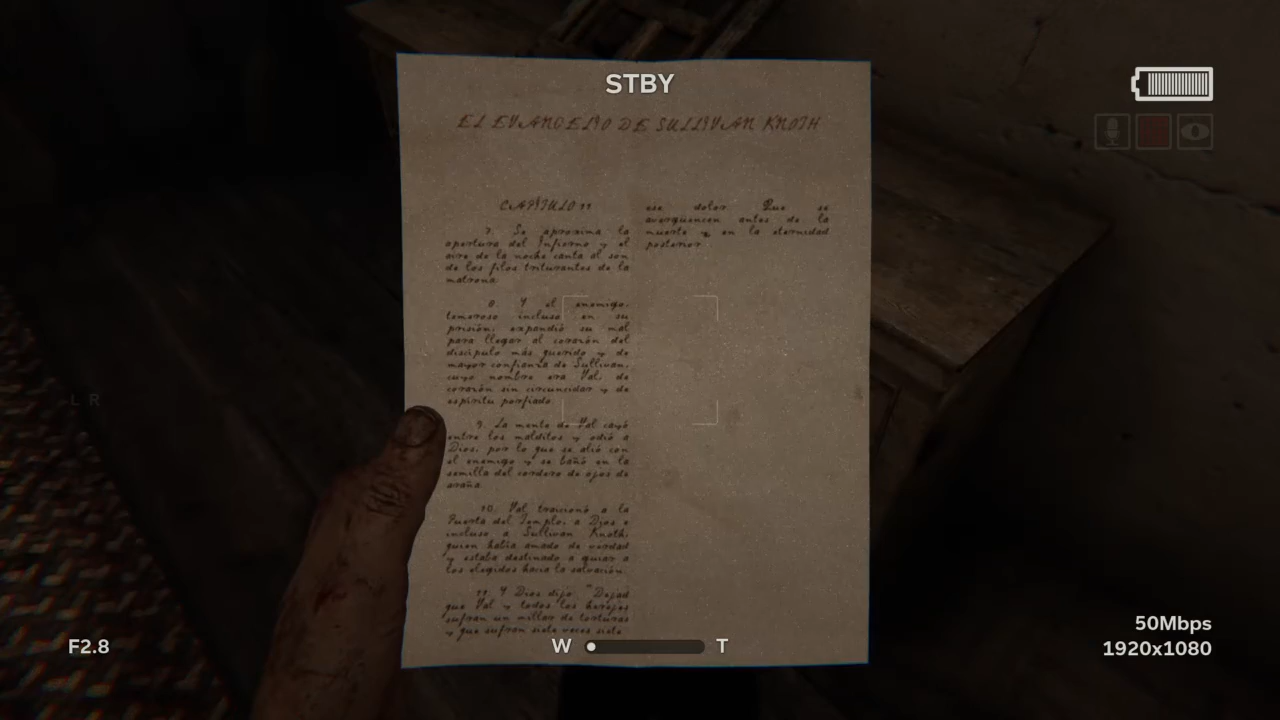 STBY
EL EVANGELIO DE SULLIVAN KNOTH
CAPÍTULO 11
7. Se aproxima la
apertura del Infierno y el
aire de la noche canta al son
de los filos triturantes de la
matrona.
8. Y el enemigo,
temeroso incluso en su
prisión, expandió su mal
para llegar al corazón del
discípulo más querido y de
mayor confianza de Sullivan,
cuyo nombre era Val, de
corazón sin circuncidar y de
espíritu porfiado.
9. La mente de Val cayó
entre los malditos y odió a
Dios, por lo que se alió con
el enemigo y se bañó en la
semilla del cordero de ojos de
araña.
10. Val traicionó a la
Puerta del Templo, a Dios e
incluso a Sullivan Knoth,
quien había amado de verdad
y estaba destinado a guiar a
los elegidos hacia la salvación.
11. Y Dios dijo: "Dejad
que Val y todos los herejes
sufran un millar de torturas
y que sufran siete veces siete
ese dolor. Que se
avergüencen antes de la
muerte y en la eternidad
posterior.
L R
F2.8
W T
50Mbps
1920x1080